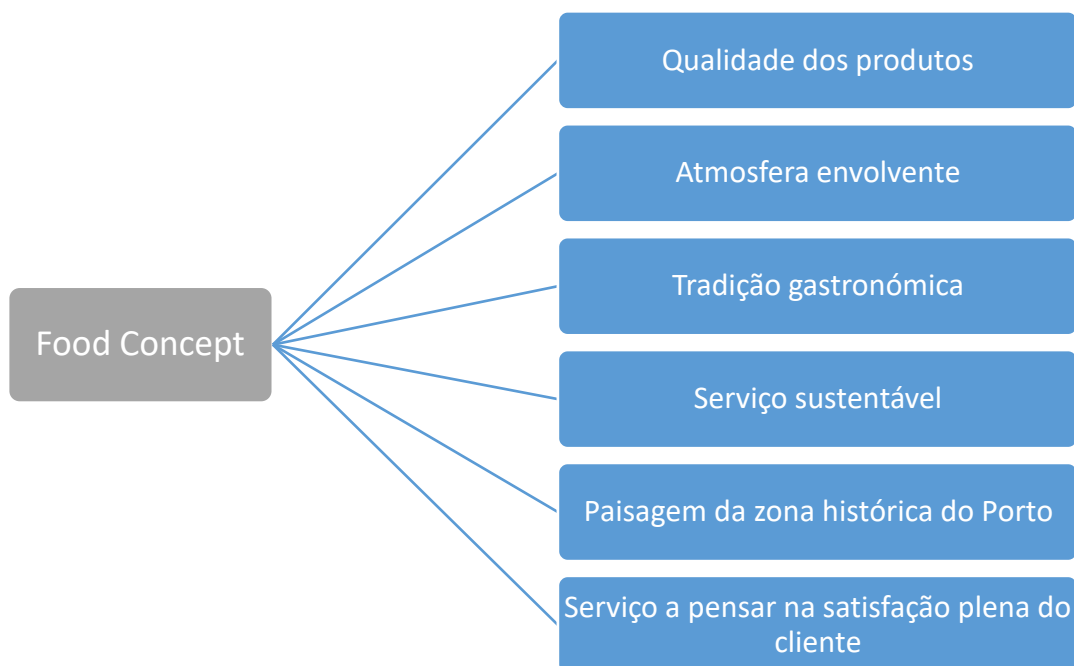 Food Concept
Qualidade dos produtos
Atmosfera envolvente
Tradição gastronómica
Serviço sustentável
Paisagem da zona histórica do Porto
Serviço a pensar na satisfação plena do
cliente